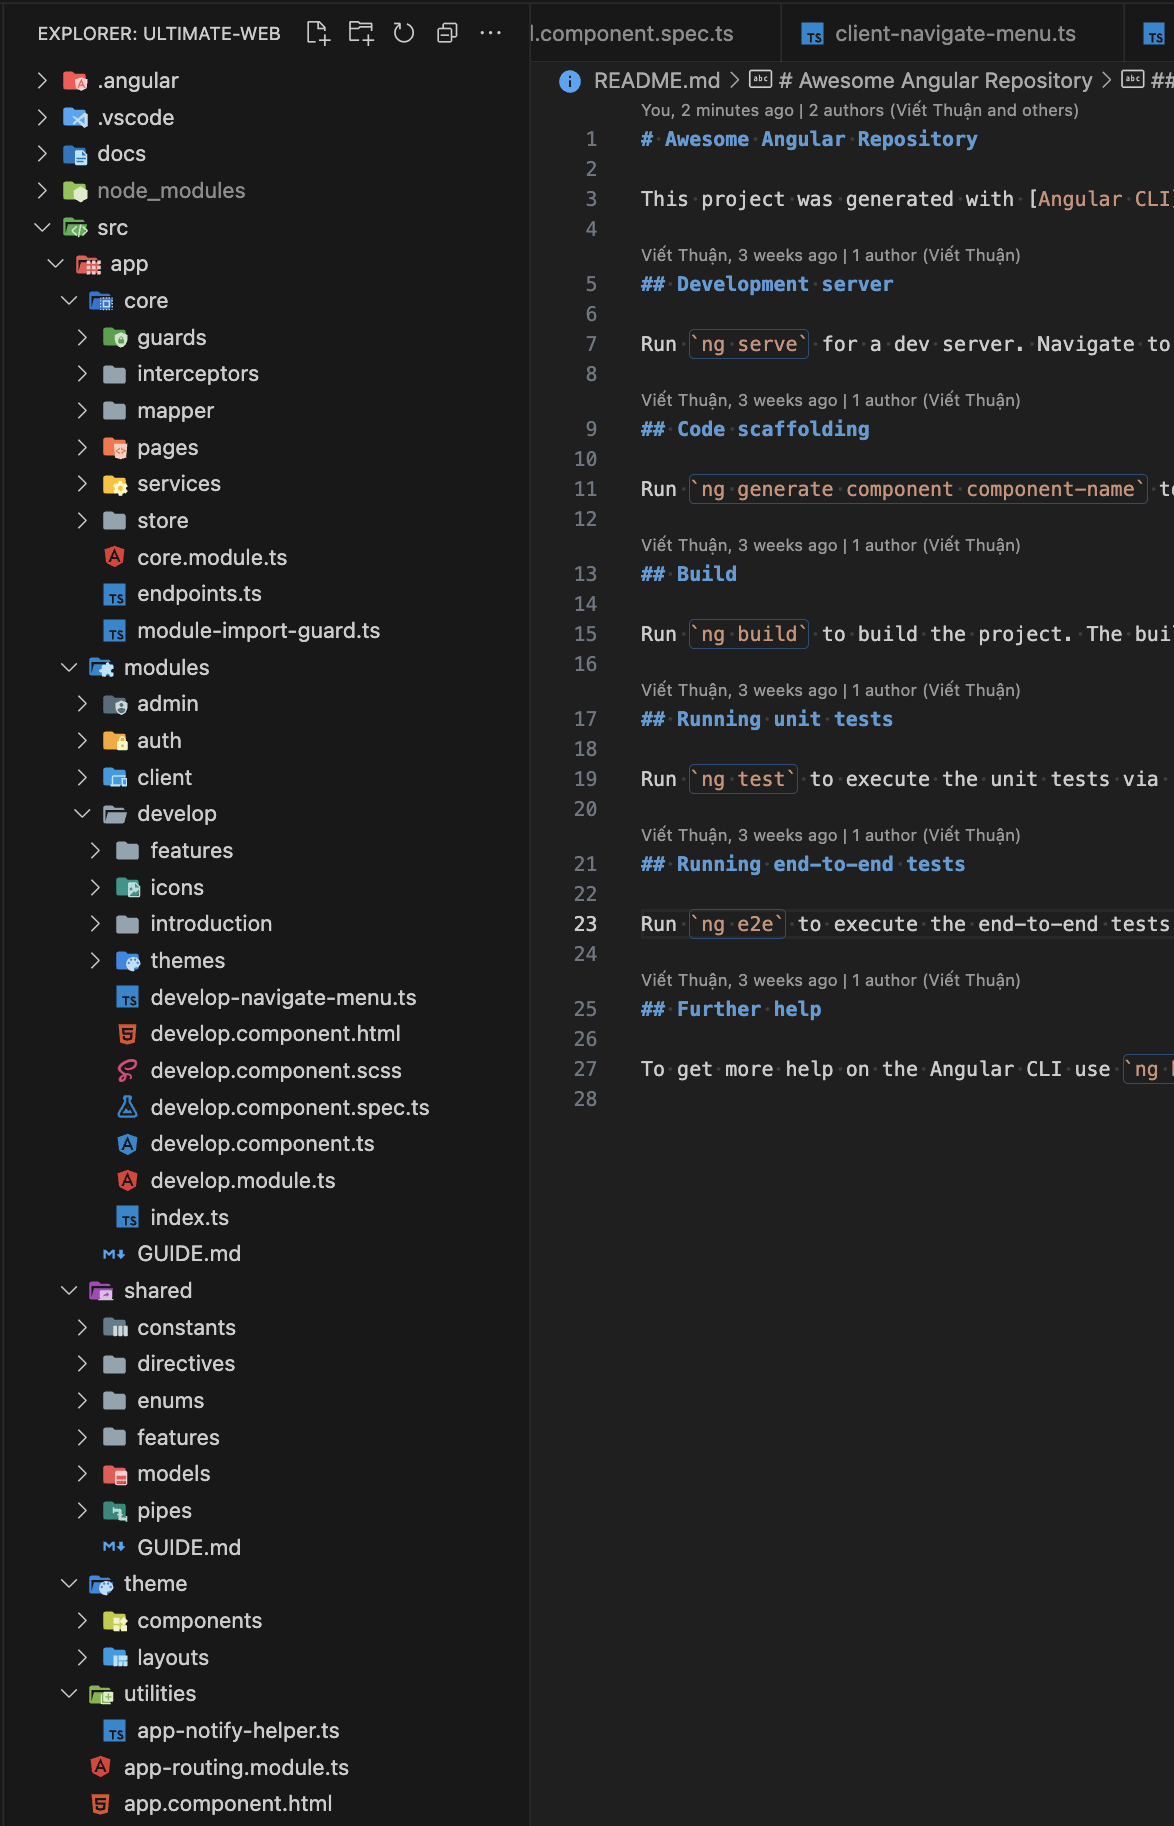 EXPLORER: ULTIMATE-WEB
.angular
.vscode
docs
node_modules
src
app
core
guards
interceptors
mapper
pages
services
store
core.module.ts
endpoints.ts
module-import-guard.ts
modules
admin
auth
client
develop
features
icons
introduction
themes
develop-navigate-menu.ts
develop.component.html
develop.component.scss
develop.component.spec.ts
develop.component.ts
develop.module.ts
index.ts
GUIDE.md
shared
constants
directives
enums
features
models
pipes
GUIDE.md
theme
components
layouts
utilities
app-notify-helper.ts
app-routing.module.ts
app.component.html
.component.spec.ts
client-navigate-menu.ts
README.md > # Awesome Angular Repository > ##
You, 2 minutes ago | 2 authors (Viết Thuận and others)
1 # Awesome Angular Repository
2
3 This project was generated with [Angular CLI]
4
Viết Thuận, 3 weeks ago | 1 author (Viết Thuận)
5 ## Development server
6
7 Run `ng serve` for a dev server. Navigate to
8
Viết Thuận, 3 weeks ago | 1 author (Viết Thuận)
9 ## Code scaffolding
10
11 Run `ng generate component component-name` to
12
Viết Thuận, 3 weeks ago | 1 author (Viết Thuận)
13 ## Build
14
15 Run `ng build` to build the project. The buil
16
Viết Thuận, 3 weeks ago | 1 author (Viết Thuận)
17 ## Running unit tests
18
19 Run `ng test` to execute the unit tests via
20
Viết Thuận, 3 weeks ago | 1 author (Viết Thuận)
21 ## Running end-to-end tests
22
23 Run `ng e2e` to execute the end-to-end tests
24
Viết Thuận, 3 weeks ago | 1 author (Viết Thuận)
25 ## Further help
26
27 To get more help on the Angular CLI use `ng
28